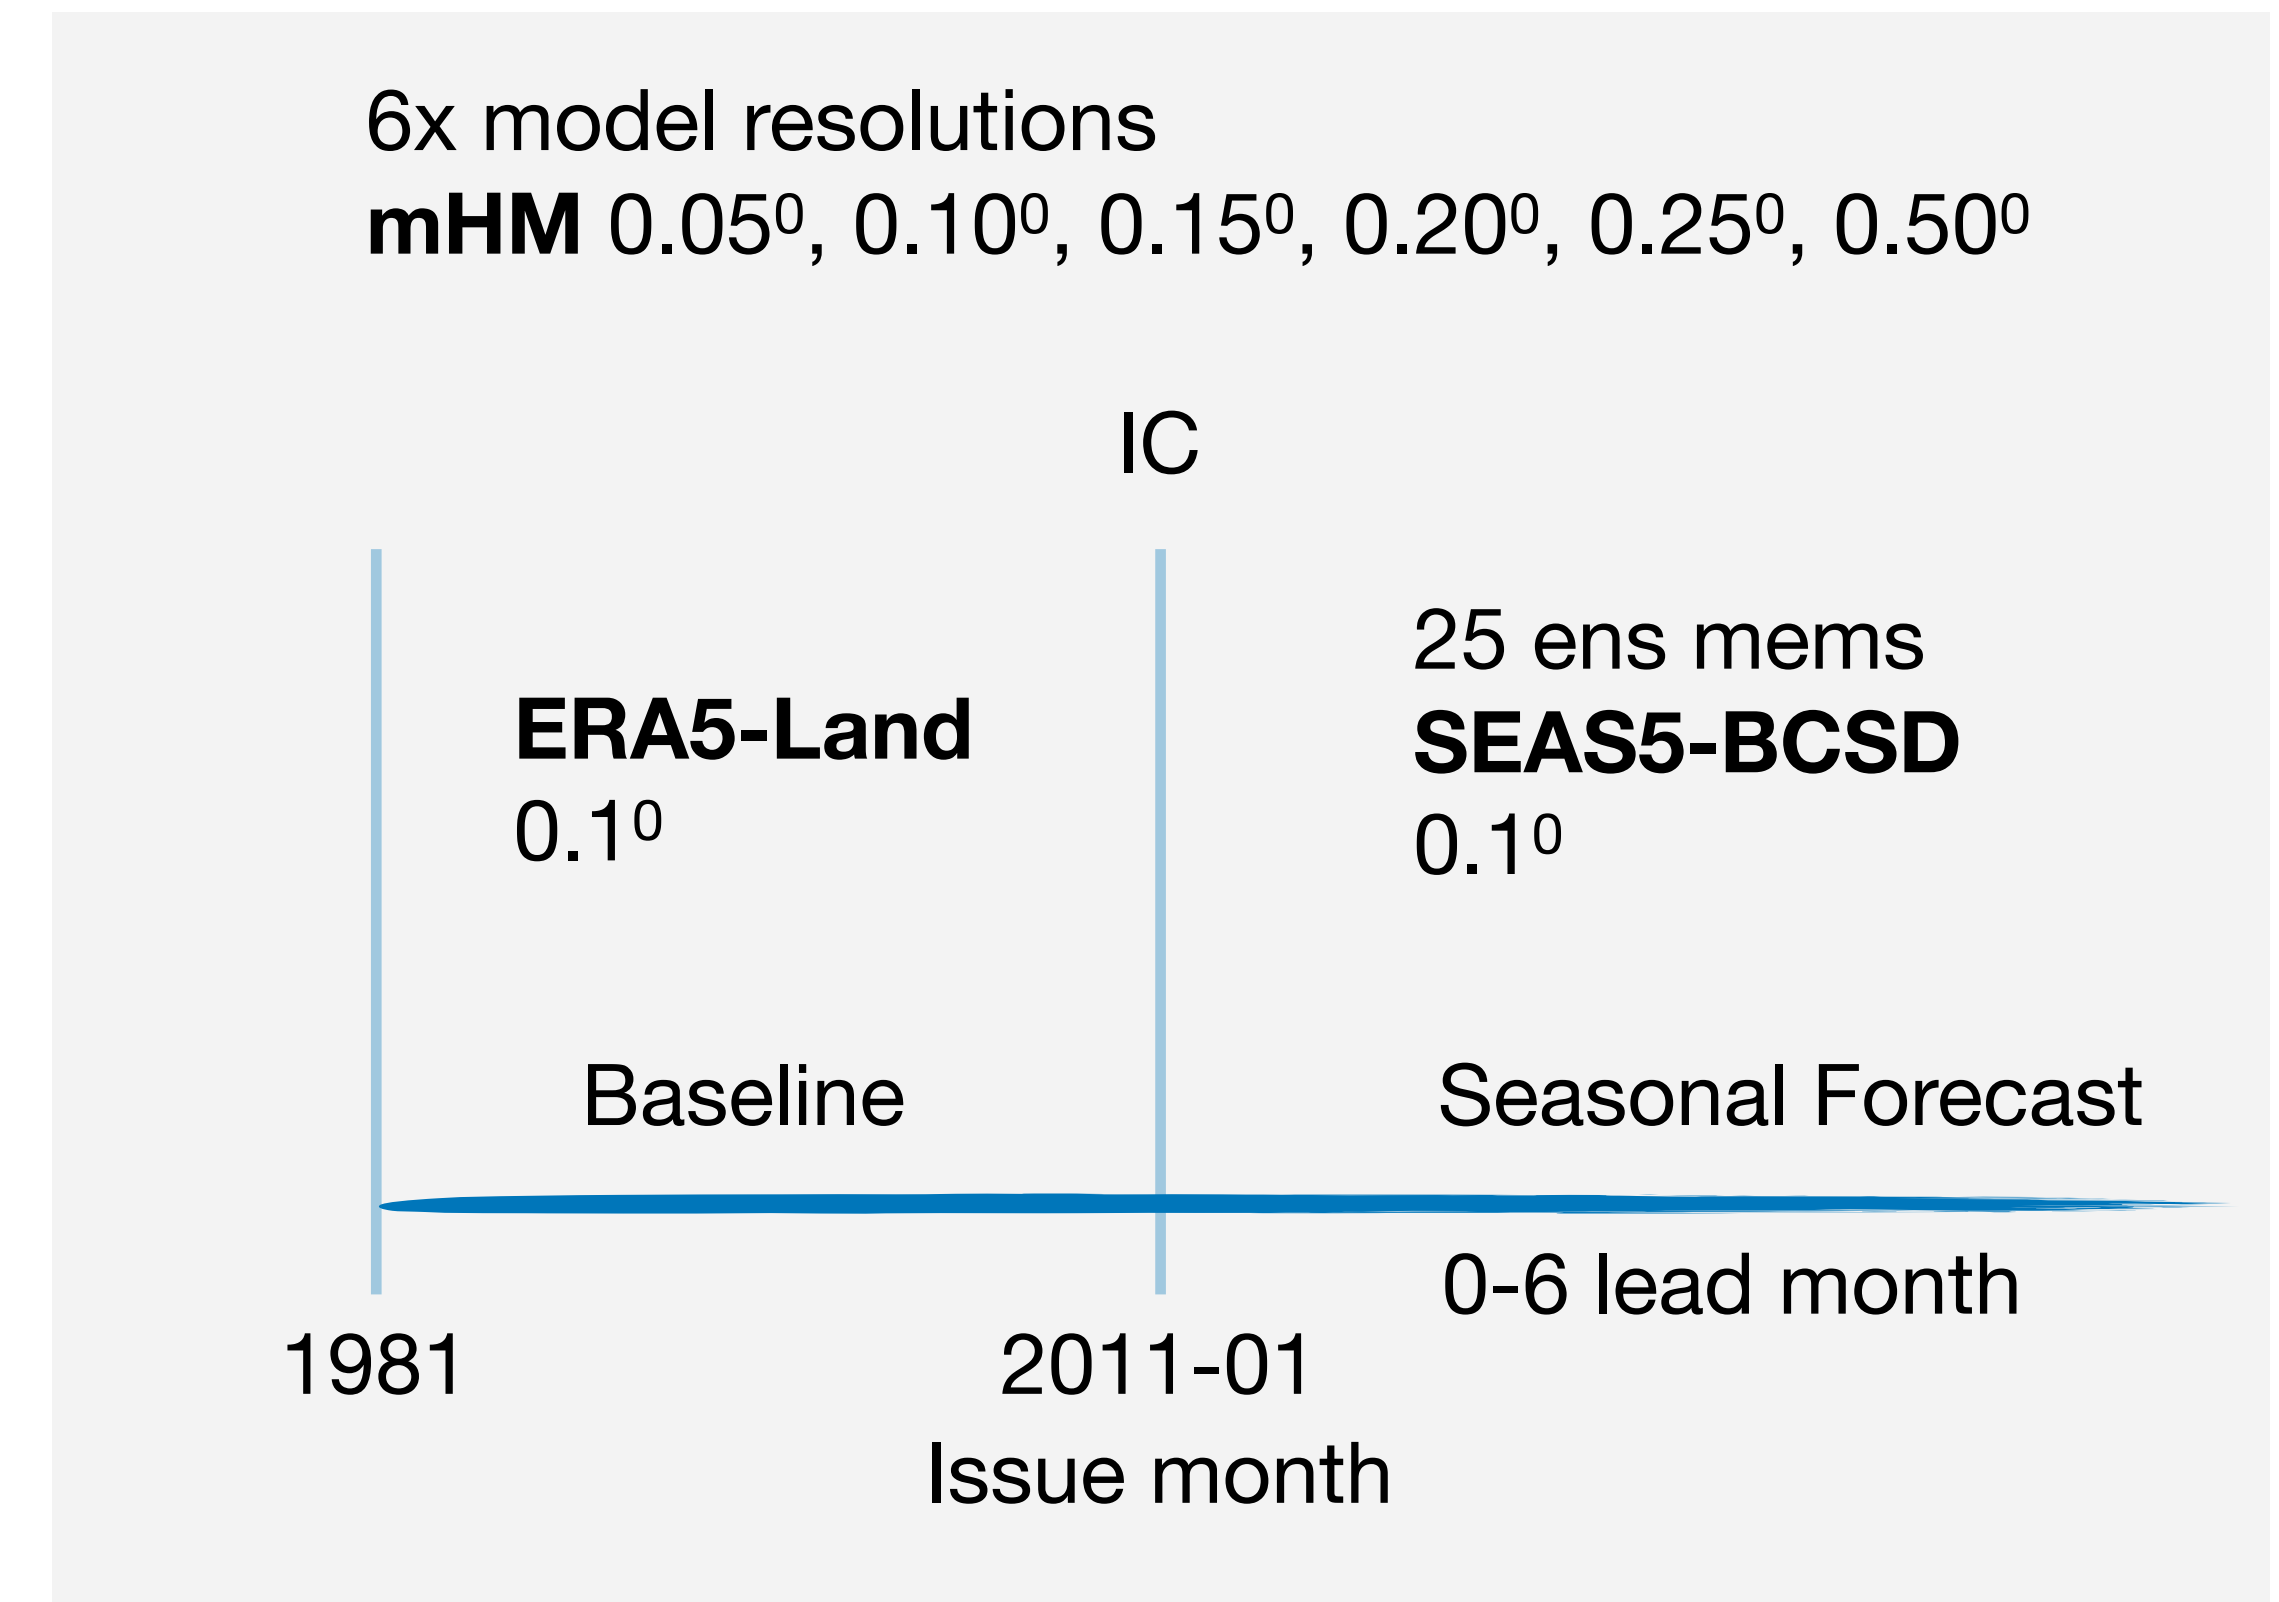 6x model resolutions
mHM 0.05⁰, 0.10⁰, 0.15⁰, 0.20⁰, 0.25⁰, 0.50⁰
IC
ERA5-Land
0.1⁰
25 ens mems
SEAS5-BCSD
0.1⁰
Baseline
Seasonal Forecast
0-6 lead month
1981
2011-01
Issue month